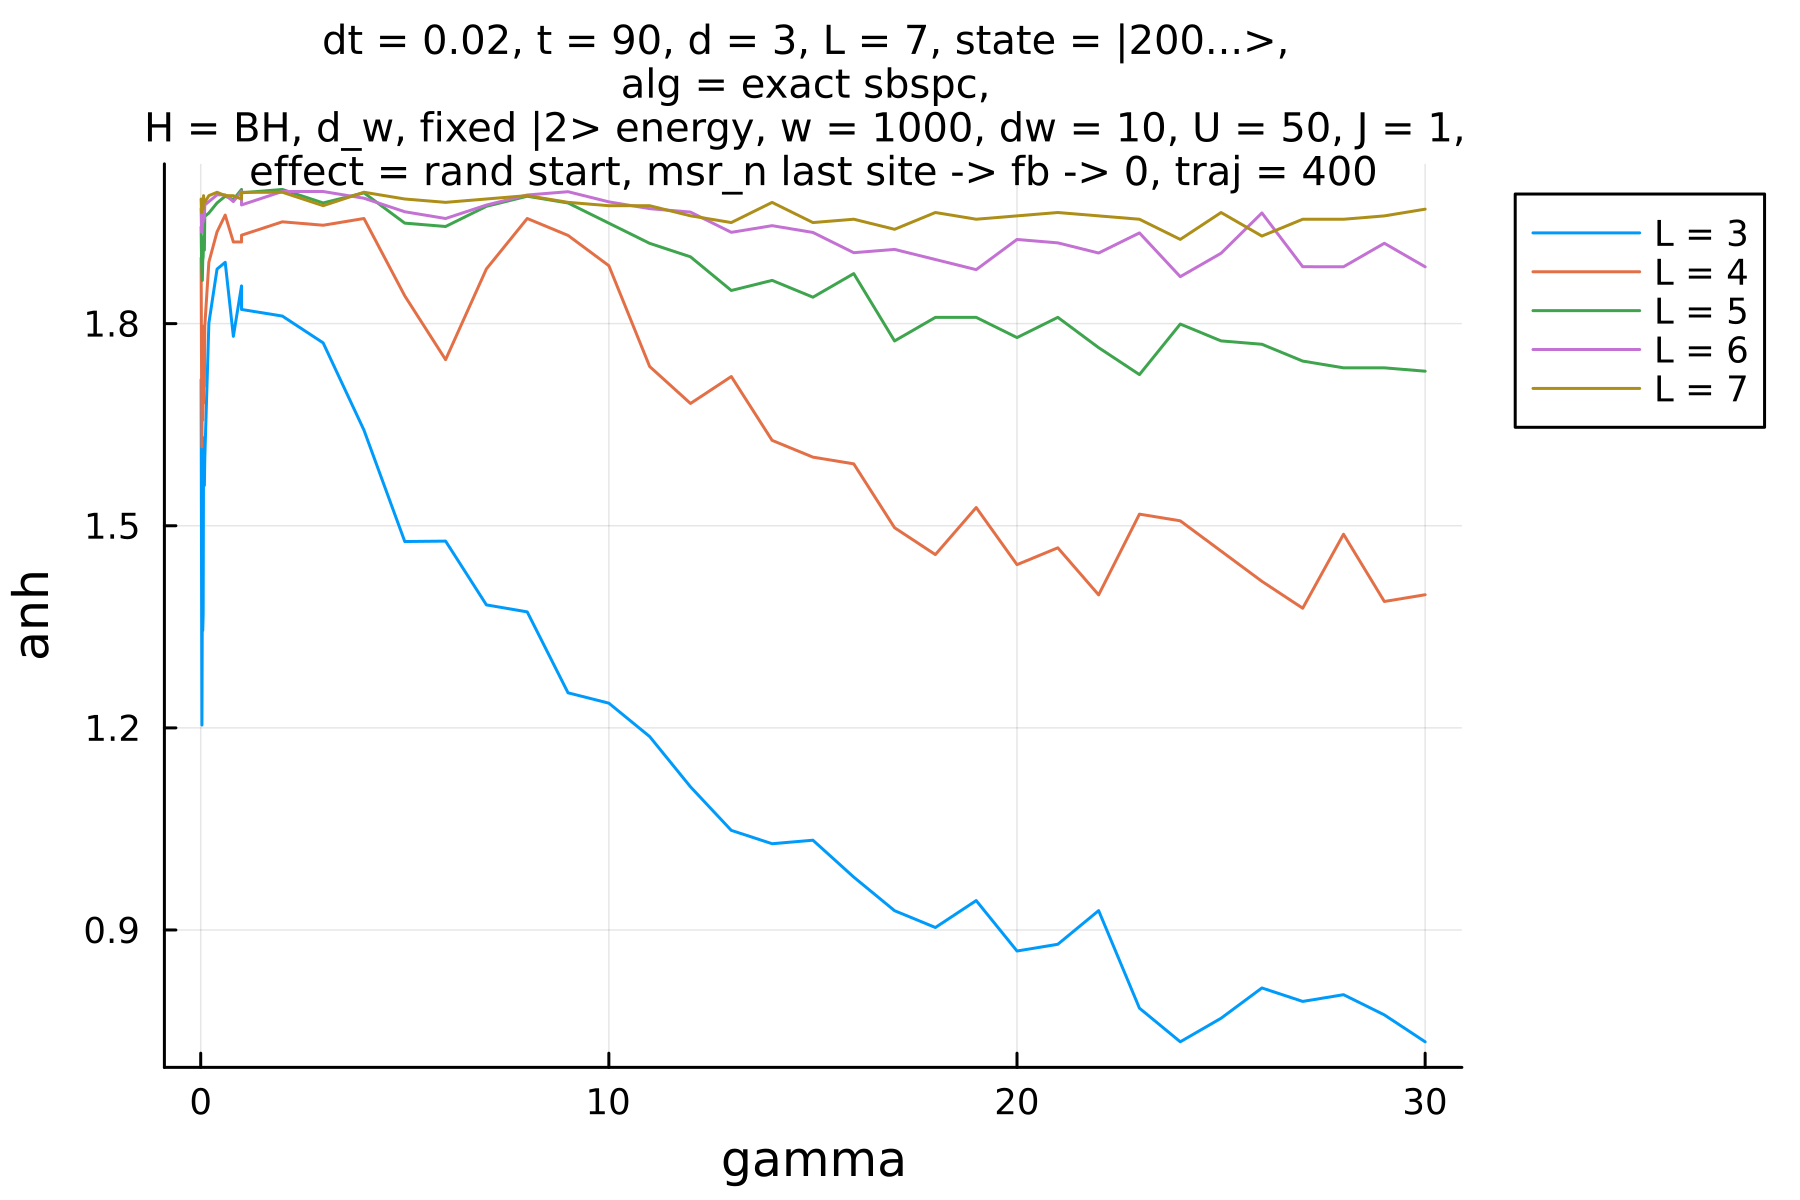 dt = 0.02, t = 90, d = 3, L = 7, state = |200...>,
alg = exact sbspc,
H = BH, d_w, fixed |2> energy, w = 1000, dw = 10, U = 50, J = 1,
effect = rand start, msr_n last site -> fb -> 0, traj = 400
L = 3
L = 4
L = 5
L = 6
L = 7
1.8
1.5
1.2
0.9
anh
0 10 20 30
gamma